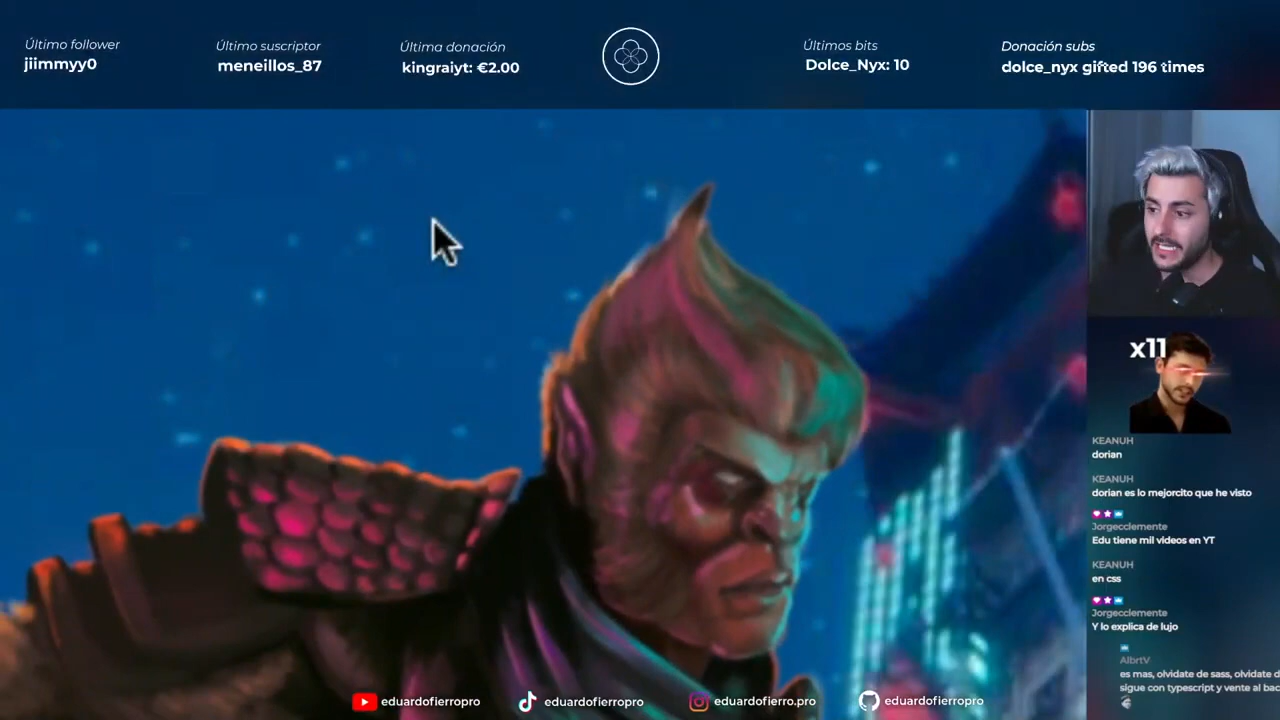 Último follower
jiimmyy0
Último suscriptor
meneillos_87
Última donación
kingraiyt: €2.00
Últimos bits
Dolce_Nyx: 10
Donación subs
dolce_nyx gifted 196 times
x11
KEANUH
dorian
KEANUH
dorian es lo mejorcito que he visto
Jorgecclemente
Edu tiene mil videos en YT
KEANUH
en css
Jorgecclemente
Y lo explica de lujo
AlbrtV
es mas, olvidate de sass, olvidate d
sigue con typescript y vente al bac
eduardofierropro
eduardofierropro
eduardofierro.pro
eduardofierropro